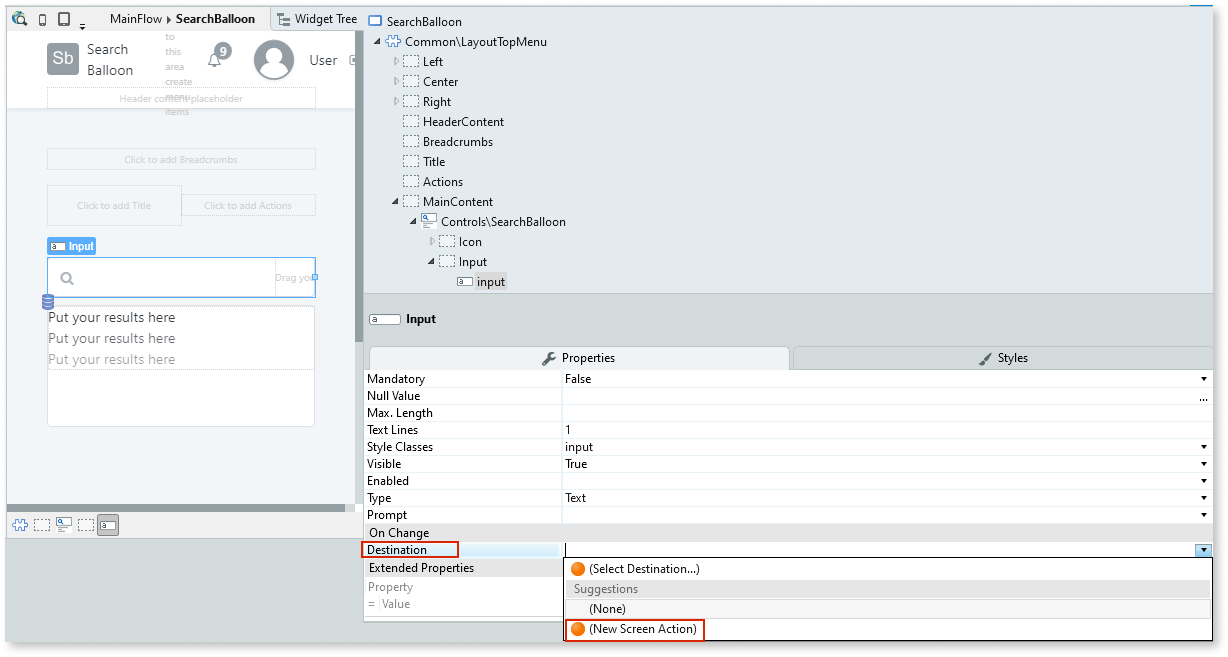 MainFlow ▸ SearchBalloon
Widget Tree
Sb
Search
Balloon
to
this
area
create
menu
items
9
User
Header content placeholder
Click to add Breadcrumbs
Click to add Title
Click to add Actions
a Input
Drag you
Put your results here
Put your results here
Put your results here
a
SearchBalloon
Common\LayoutTopMenu
Left
Center
Right
HeaderContent
Breadcrumbs
Title
Actions
MainContent
Controls\SearchBalloon
Icon
Input
a input
a Input
Properties
Styles
Mandatory False
Null Value ...
Max. Length
Text Lines 1
Style Classes input
Visible True
Enabled
Type Text
Prompt
On Change
Destination
Extended Properties
Property
= Value
(Select Destination...)
Suggestions
(None)
(New Screen Action)